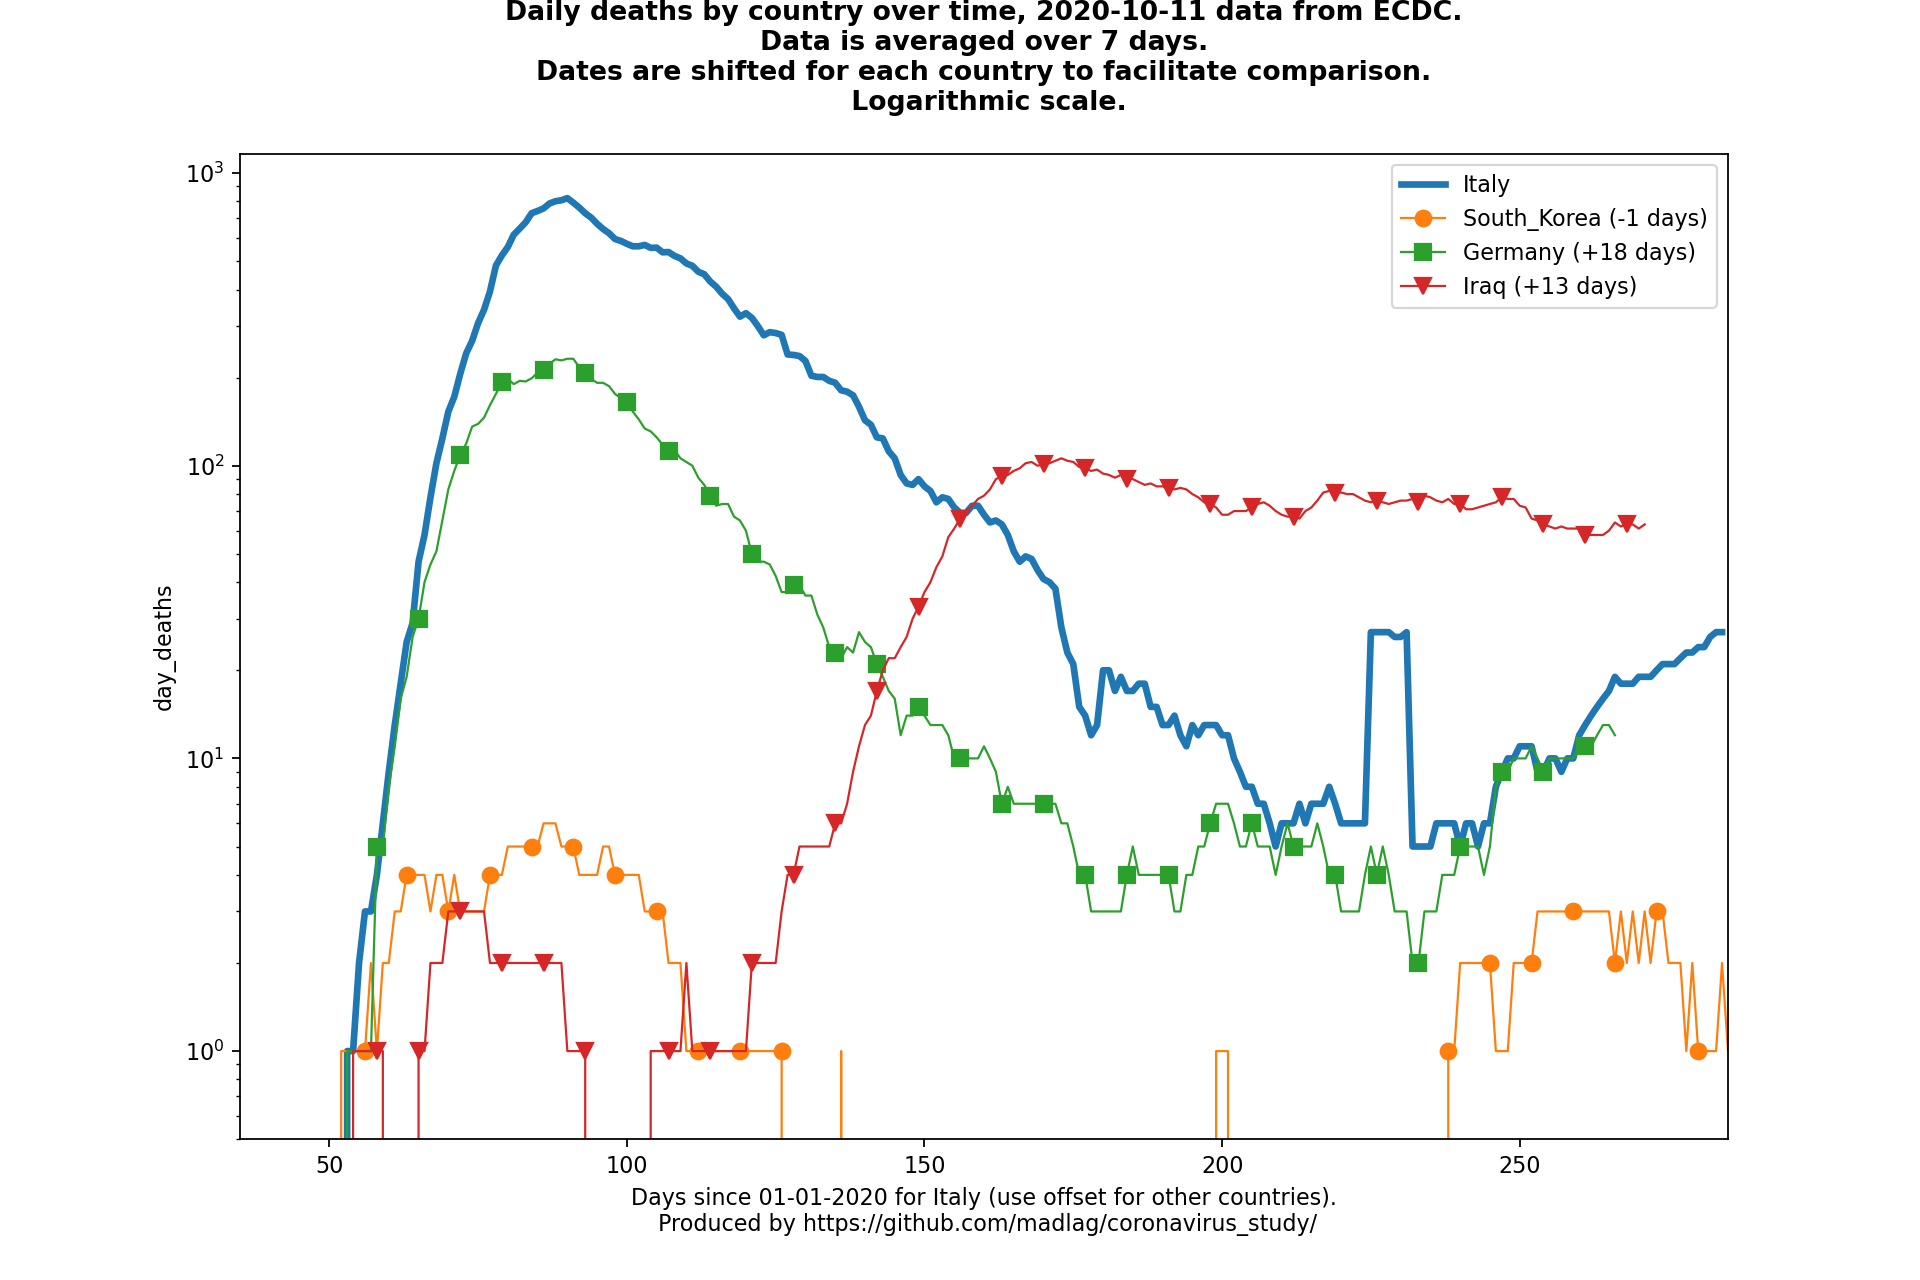 Daily deaths by country over time, 2020-10-11 data from ECDC.
Data is averaged over 7 days.
Dates are shifted for each country to facilitate comparison.
Logarithmic scale.
Italy
South_Korea (-1 days)
Germany (+18 days)
Iraq (+13 days)
day_deaths
10³
10²
10¹
10⁰
50 100 150 200 250
Days since 01-01-2020 for Italy (use offset for other countries).
Produced by https://github.com/madlag/coronavirus_study/